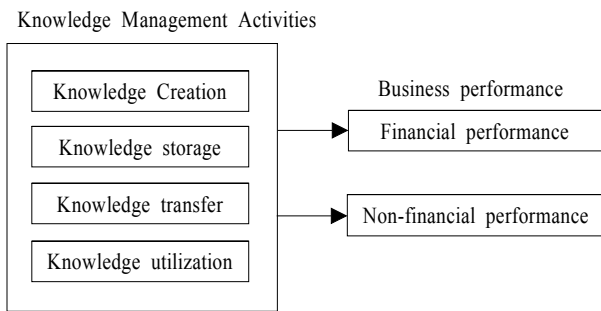 Knowledge Management Activities
Knowledge Creation
Knowledge storage
Knowledge transfer
Knowledge utilization
Business performance
Financial performance
Non-financial performance